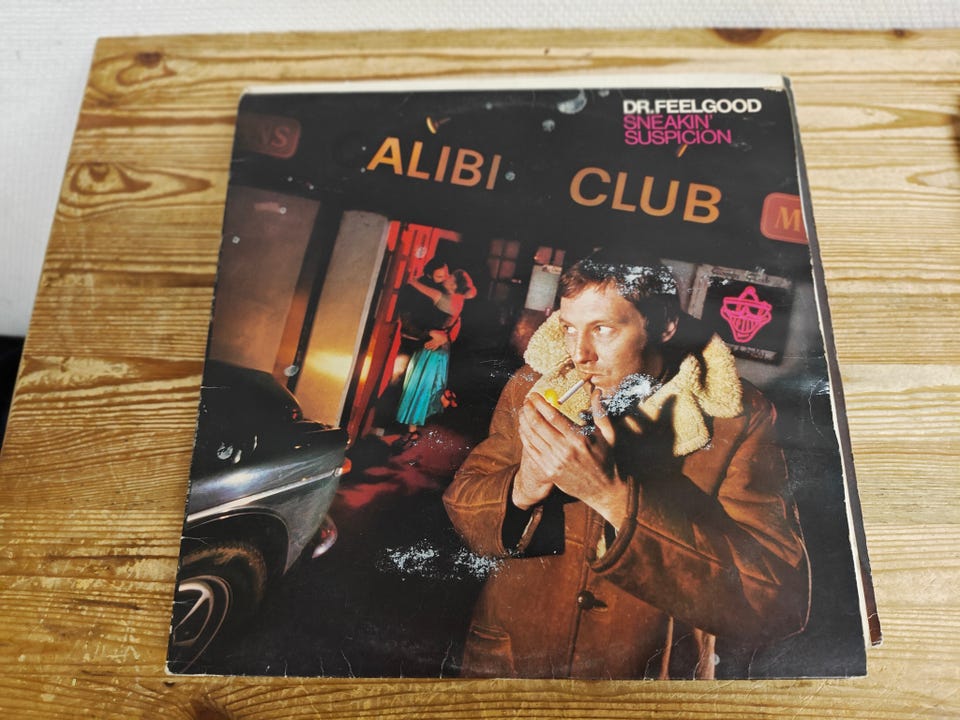 DR.FEELGOOD
SNEAKIN'
SUSPICION
ALIBI CLUB
M